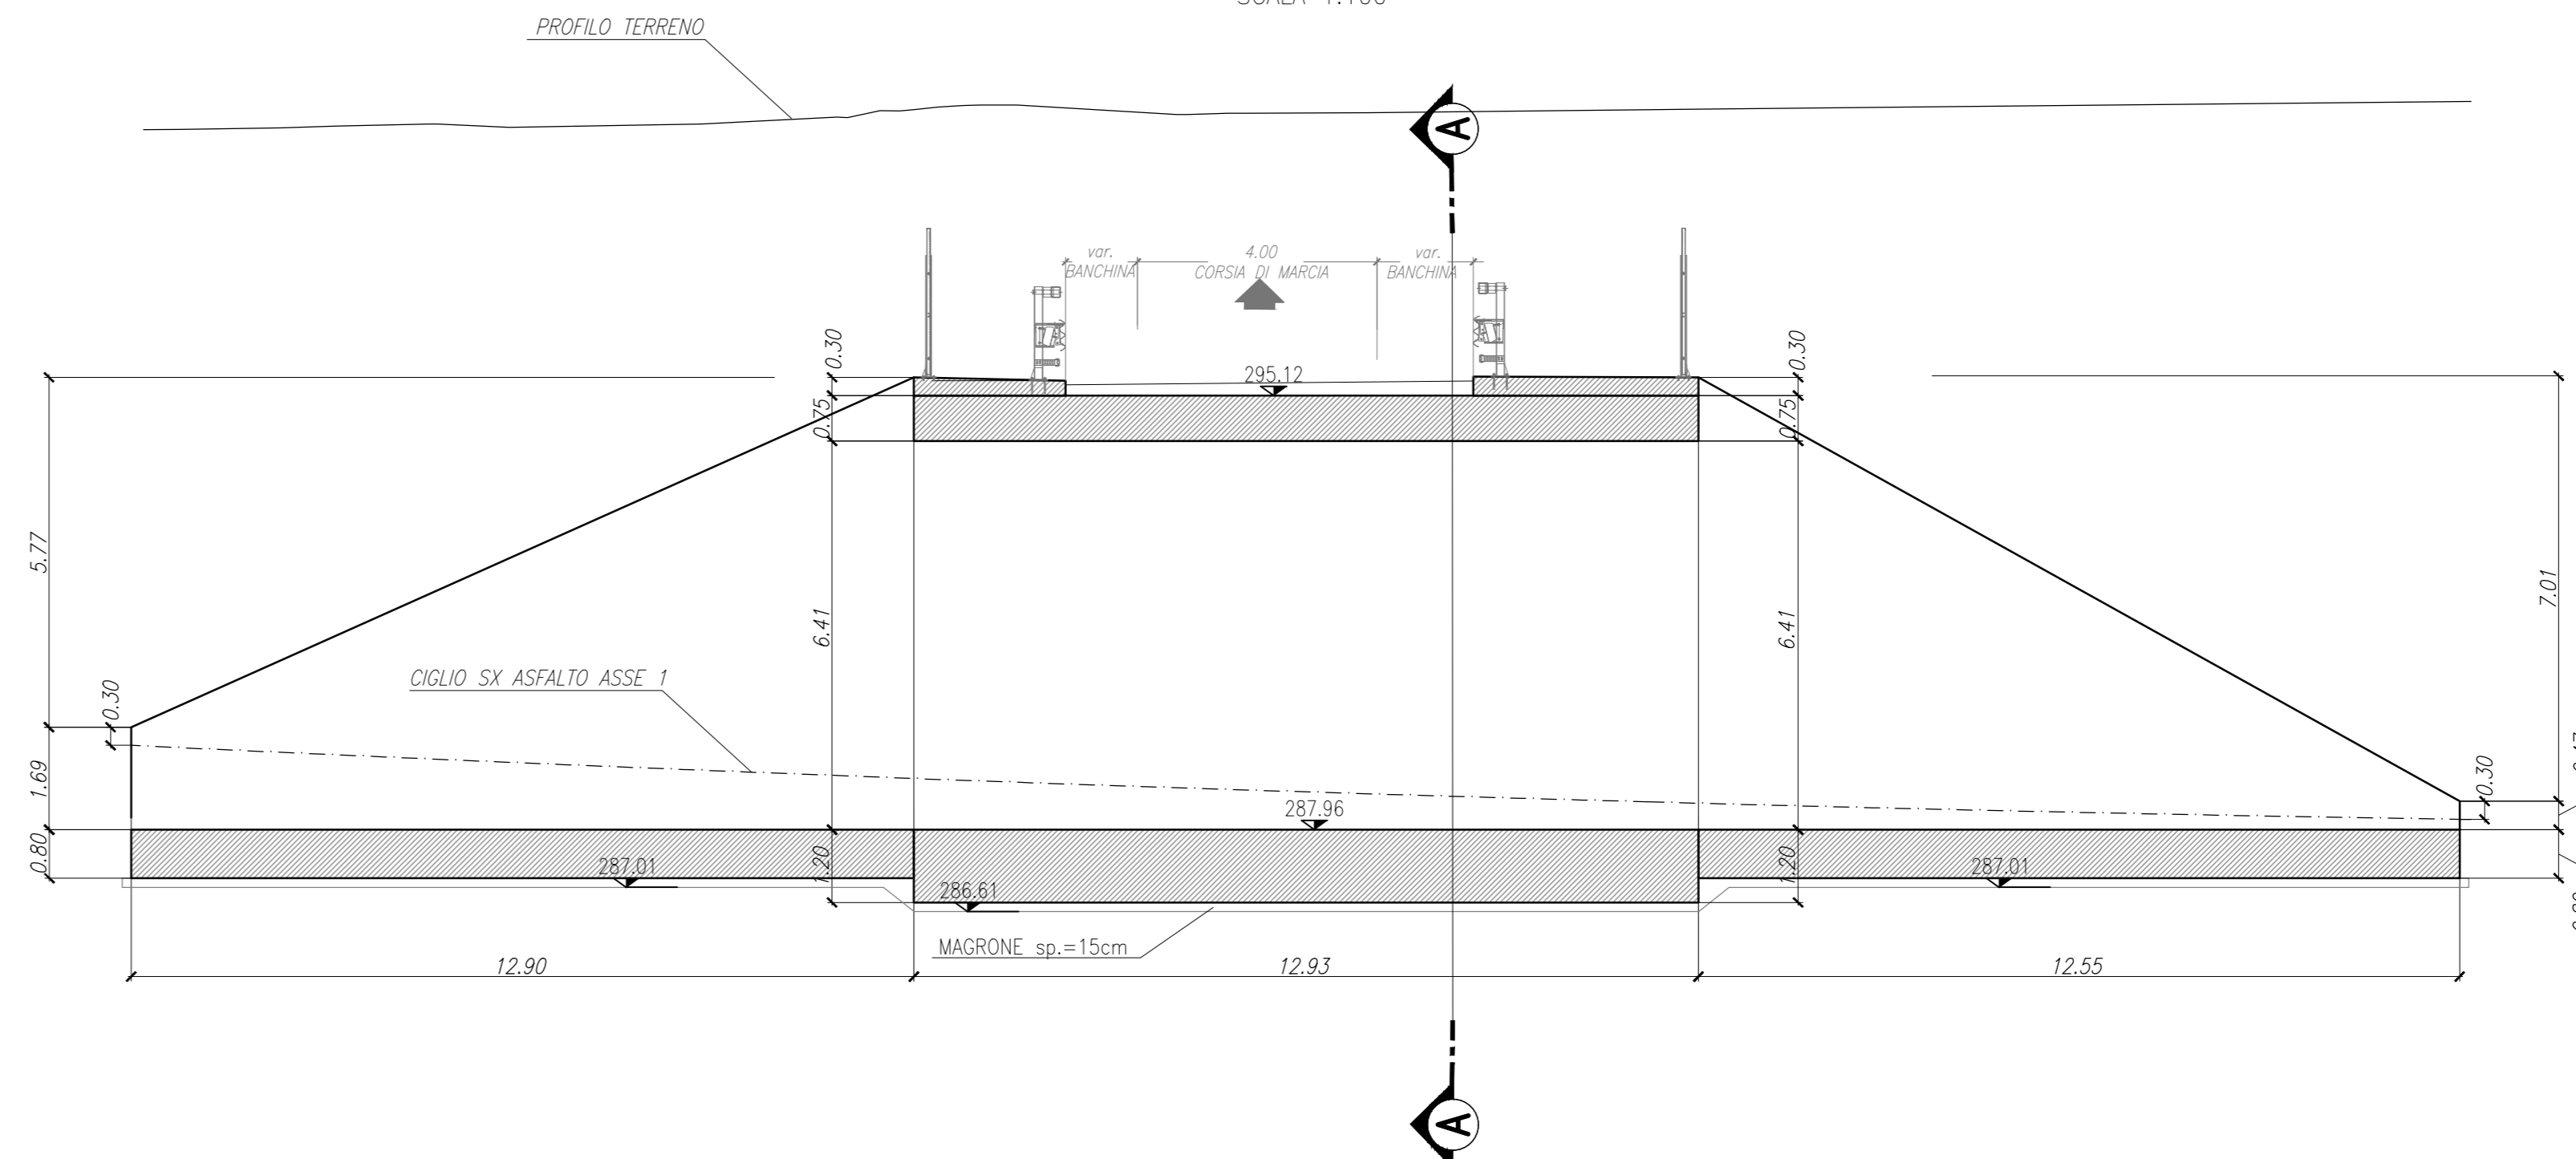 PROFILO TERRENO
A
var.
BANCHINA
4.00
CORSIA DI MARCIA
var.
BANCHINA
0.30
0.30
295.12
0.75
0.75
5.77
7.01
6.41
6.41
CIGLIO SX ASFALTO ASSE 1
0.30
0.30
1.69
287.96
0.80
287.01
1.20
286.61
1.20
287.01
MAGRONE sp.=15cm
12.90
12.93
12.55
A